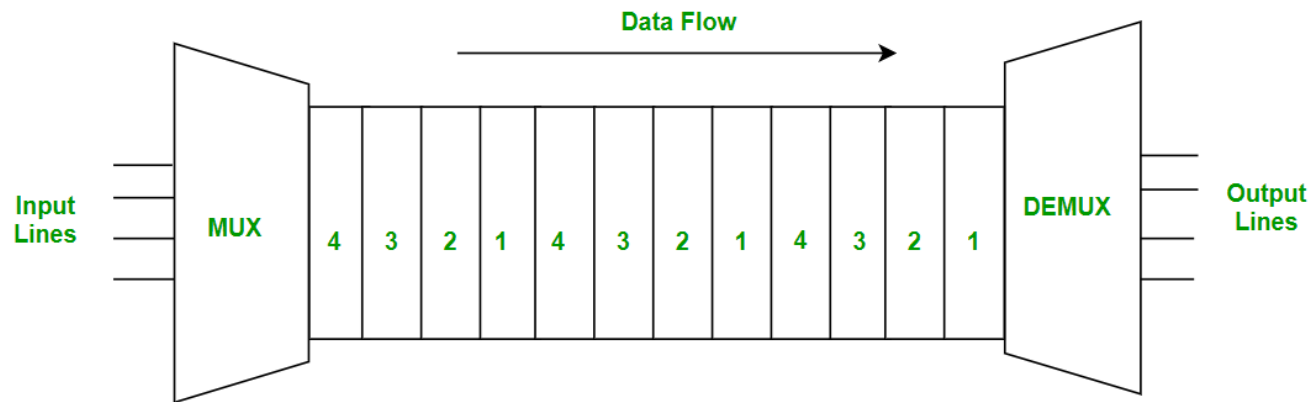 Data Flow
Input
Lines
MUX
4 3 2 1 4 3 2 1 4 3 2 1
DEMUX
Output
Lines